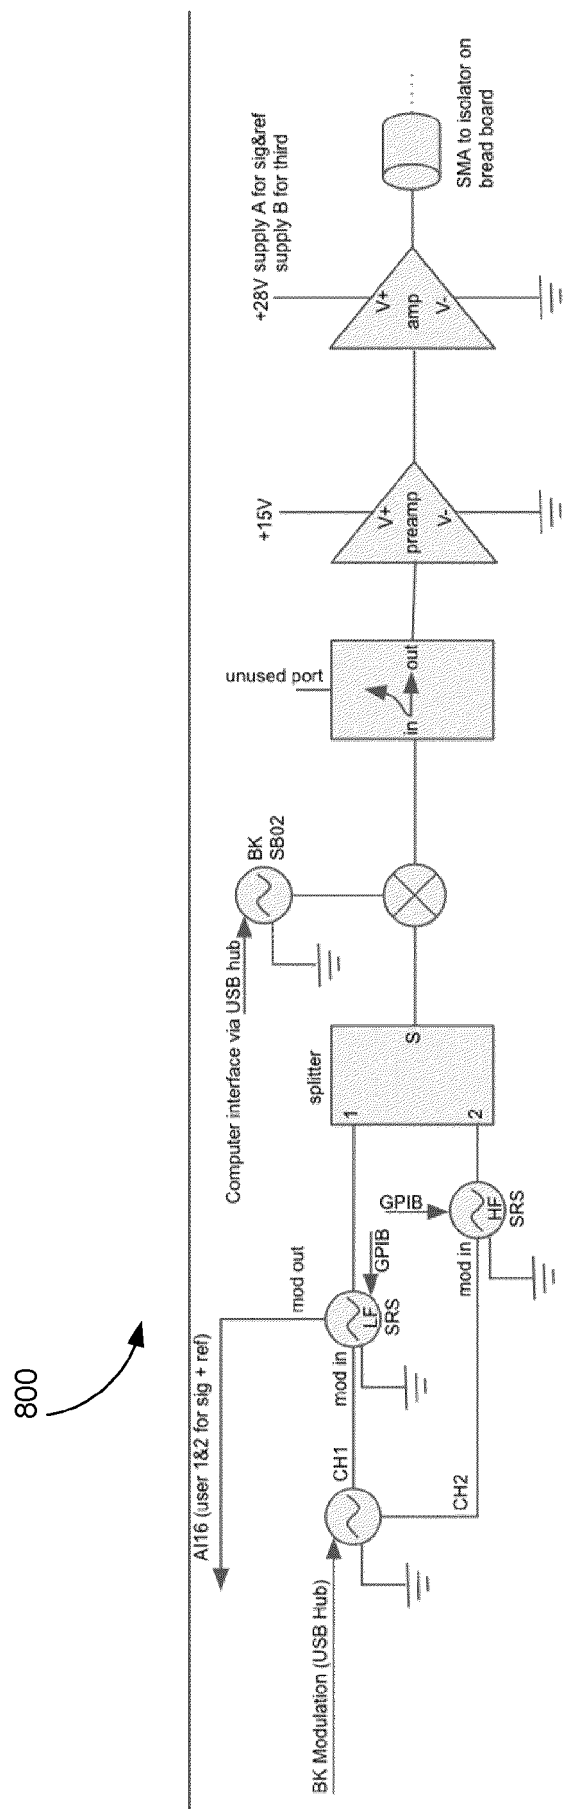 800
AI16 (user 1&2 for sig + ref)
BK Modulation (USB Hub)
CH1
CH2
mod in
mod out
LF
SRS
GPIB
mod in
HF
SRS
GPIB
splitter
1
2
S
Computer interface via USB hub
BK
SB02
unused port
in
out
+15V
V+
preamp
V-
+28V supply A for sig&ref
supply B for third
V+
amp
V-
SMA to isolator on
bread board